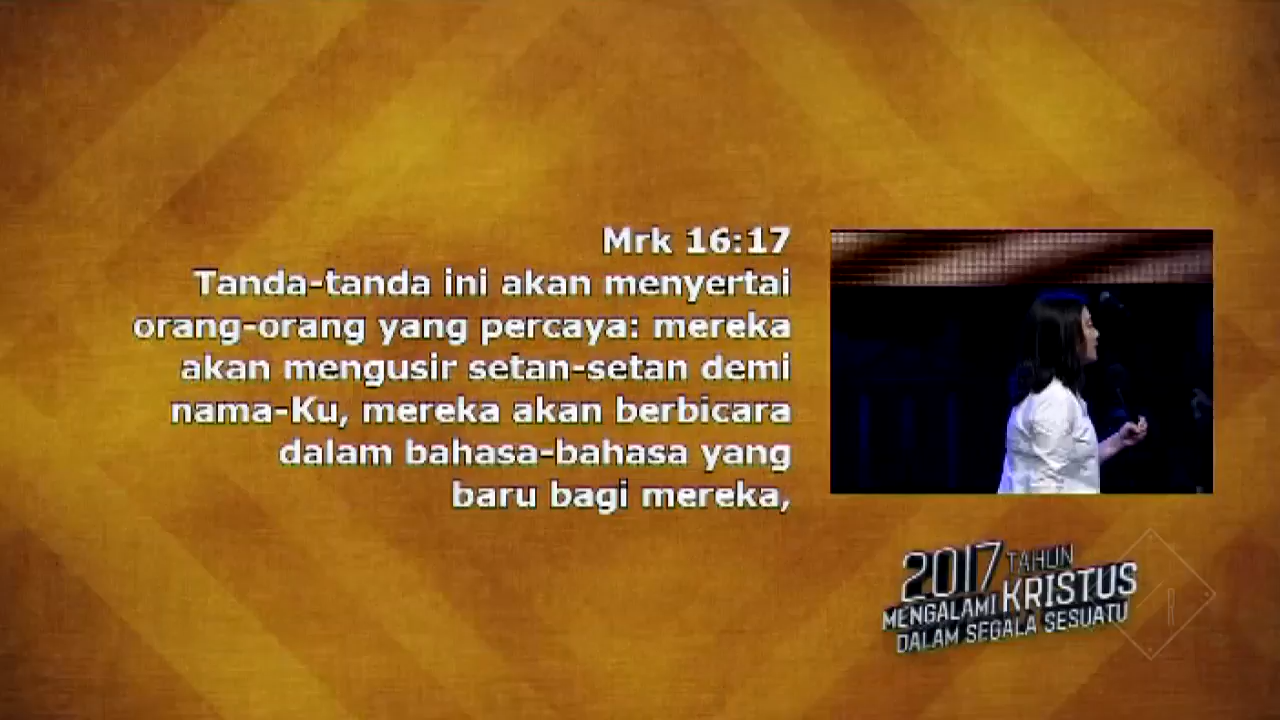 Mrk 16:17
Tanda-tanda ini akan menyertai
orang-orang yang percaya: mereka
akan mengusir setan-setan demi
nama-Ku, mereka akan berbicara
dalam bahasa-bahasa yang
baru bagi mereka,
2017 TAHUN
MENGALAMI KRISTUS
DALAM SEGALA SESUATU